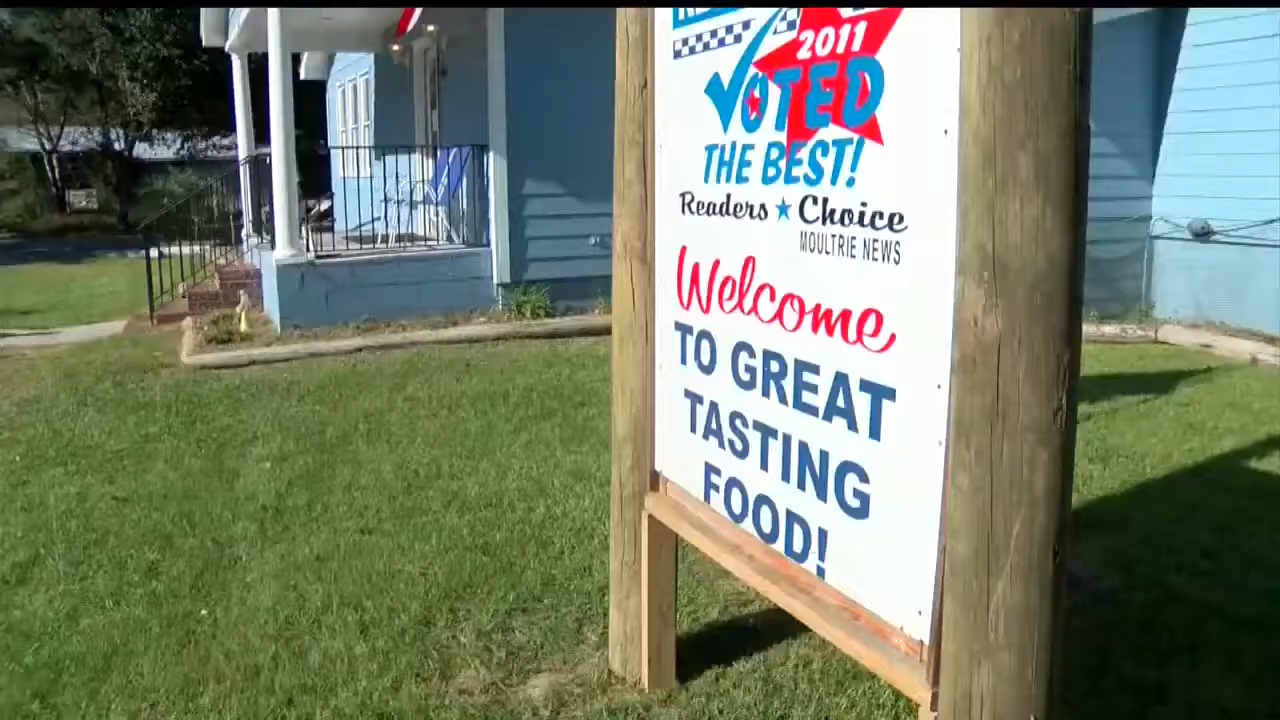 2011
VOTED
THE BEST!
Readers Choice
MOULTRIE NEWS
Welcome
TO GREAT
TASTING
FOOD!